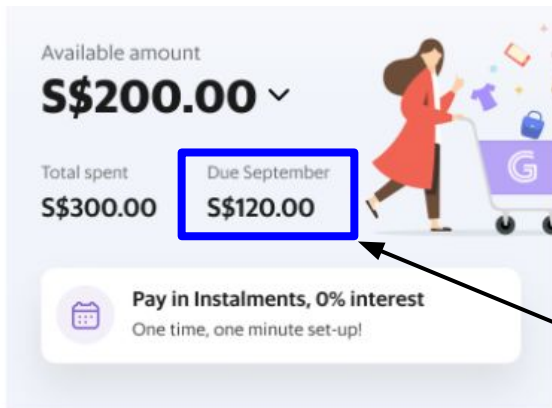 Available amount
S$200.00
Total spent
Due September
S$300.00
S$120.00
G
Pay in Instalments, 0% interest
One time, one minute set-up!